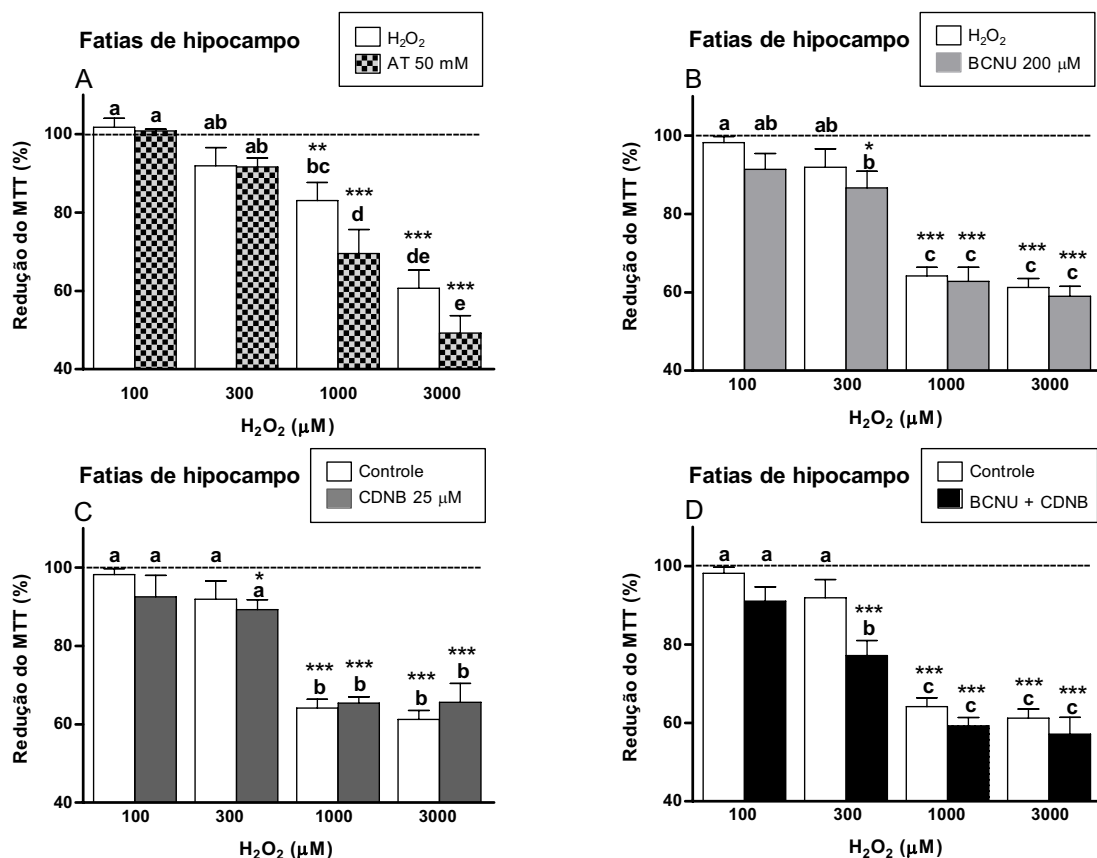 Fatias de hipocampo
H₂O₂
AT 50 mM
A
Redução do MTT (%)
100
80
60
40
a
a
ab
ab
**
bc
***
d
***
de
***
e
100
300
1000
3000
H₂O₂ (μM)
Fatias de hipocampo
H₂O₂
BCNU 200 μM
B
Redução do MTT (%)
100
80
60
40
a
ab
ab
*
b
***
c
***
c
***
c
***
c
100
300
1000
3000
H₂O₂ (μM)
Fatias de hipocampo
Controle
CDNB 25 μM
C
Redução do MTT (%)
100
80
60
40
a
a
a
*
a
***
b
***
b
***
b
***
b
100
300
1000
3000
H₂O₂ (μM)
Fatias de hipocampo
Controle
BCNU + CDNB
D
Redução do MTT (%)
100
80
60
40
a
a
a
***
b
***
c
***
c
***
c
***
c
100
300
1000
3000
H₂O₂ (μM)